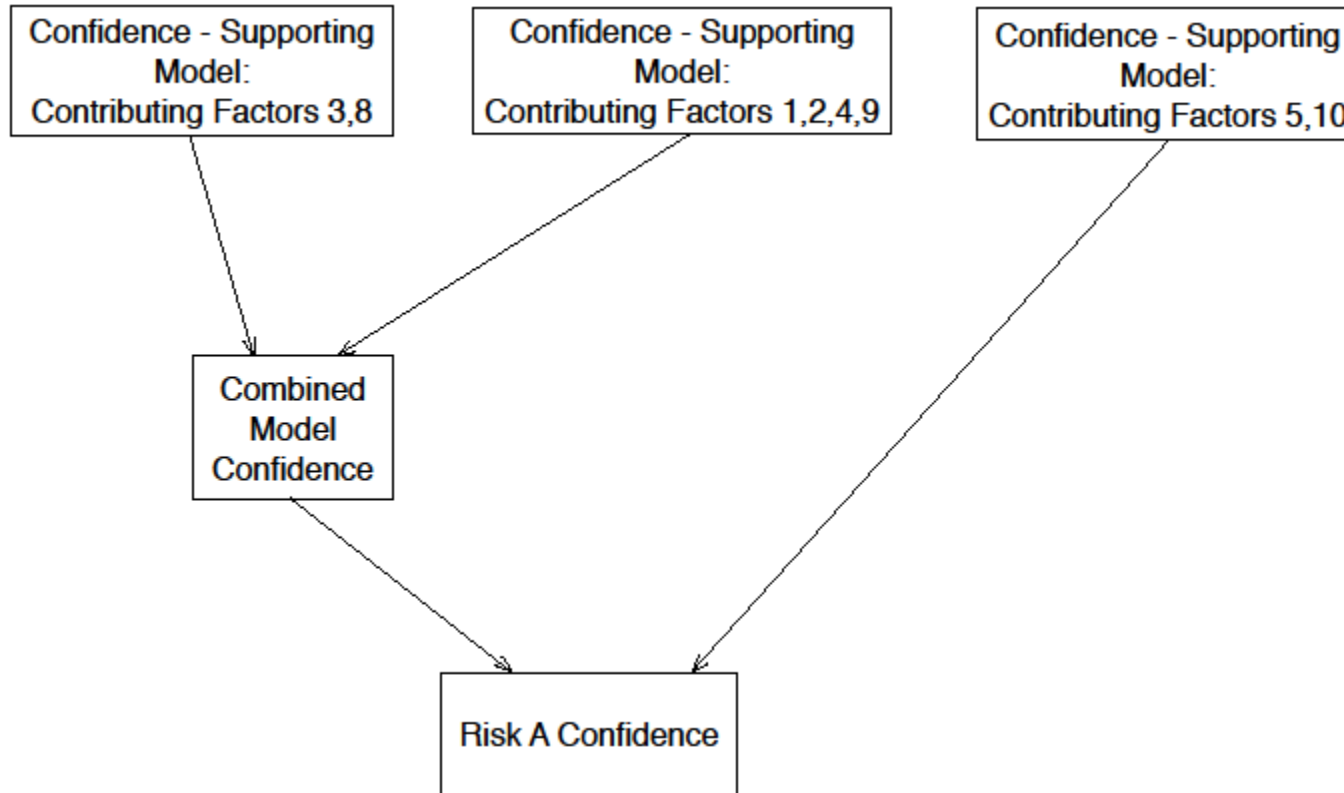 Confidence - Supporting
Model:
Contributing Factors 3,8
Confidence - Supporting
Model:
Contributing Factors 1,2,4,9
Confidence - Supporting
Model:
Contributing Factors 5,10
Combined
Model
Confidence
Risk A Confidence